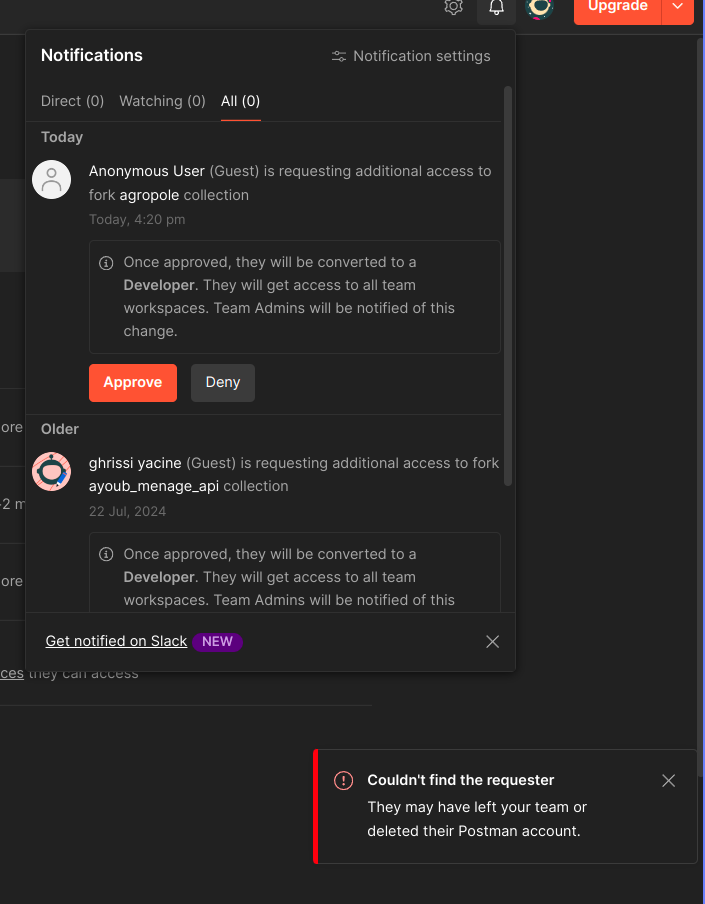 Upgrade
Notifications
Notification settings
Direct (0) Watching (0) All (0)
Today
Anonymous User (Guest) is requesting additional access to
fork agropole collection
Today, 4:20 pm
Once approved, they will be converted to a
Developer. They will get access to all team
workspaces. Team Admins will be notified of this
change.
Approve Deny
Older
ghrissi yacine (Guest) is requesting additional access to fork
ayoub_menage_api collection
22 Jul, 2024
Once approved, they will be converted to a
Developer. They will get access to all team
workspaces. Team Admins will be notified of this
Get notified on Slack NEW
ore
-2 m
ore
ces they can access
Couldn't find the requester
They may have left your team or
deleted their Postman account.